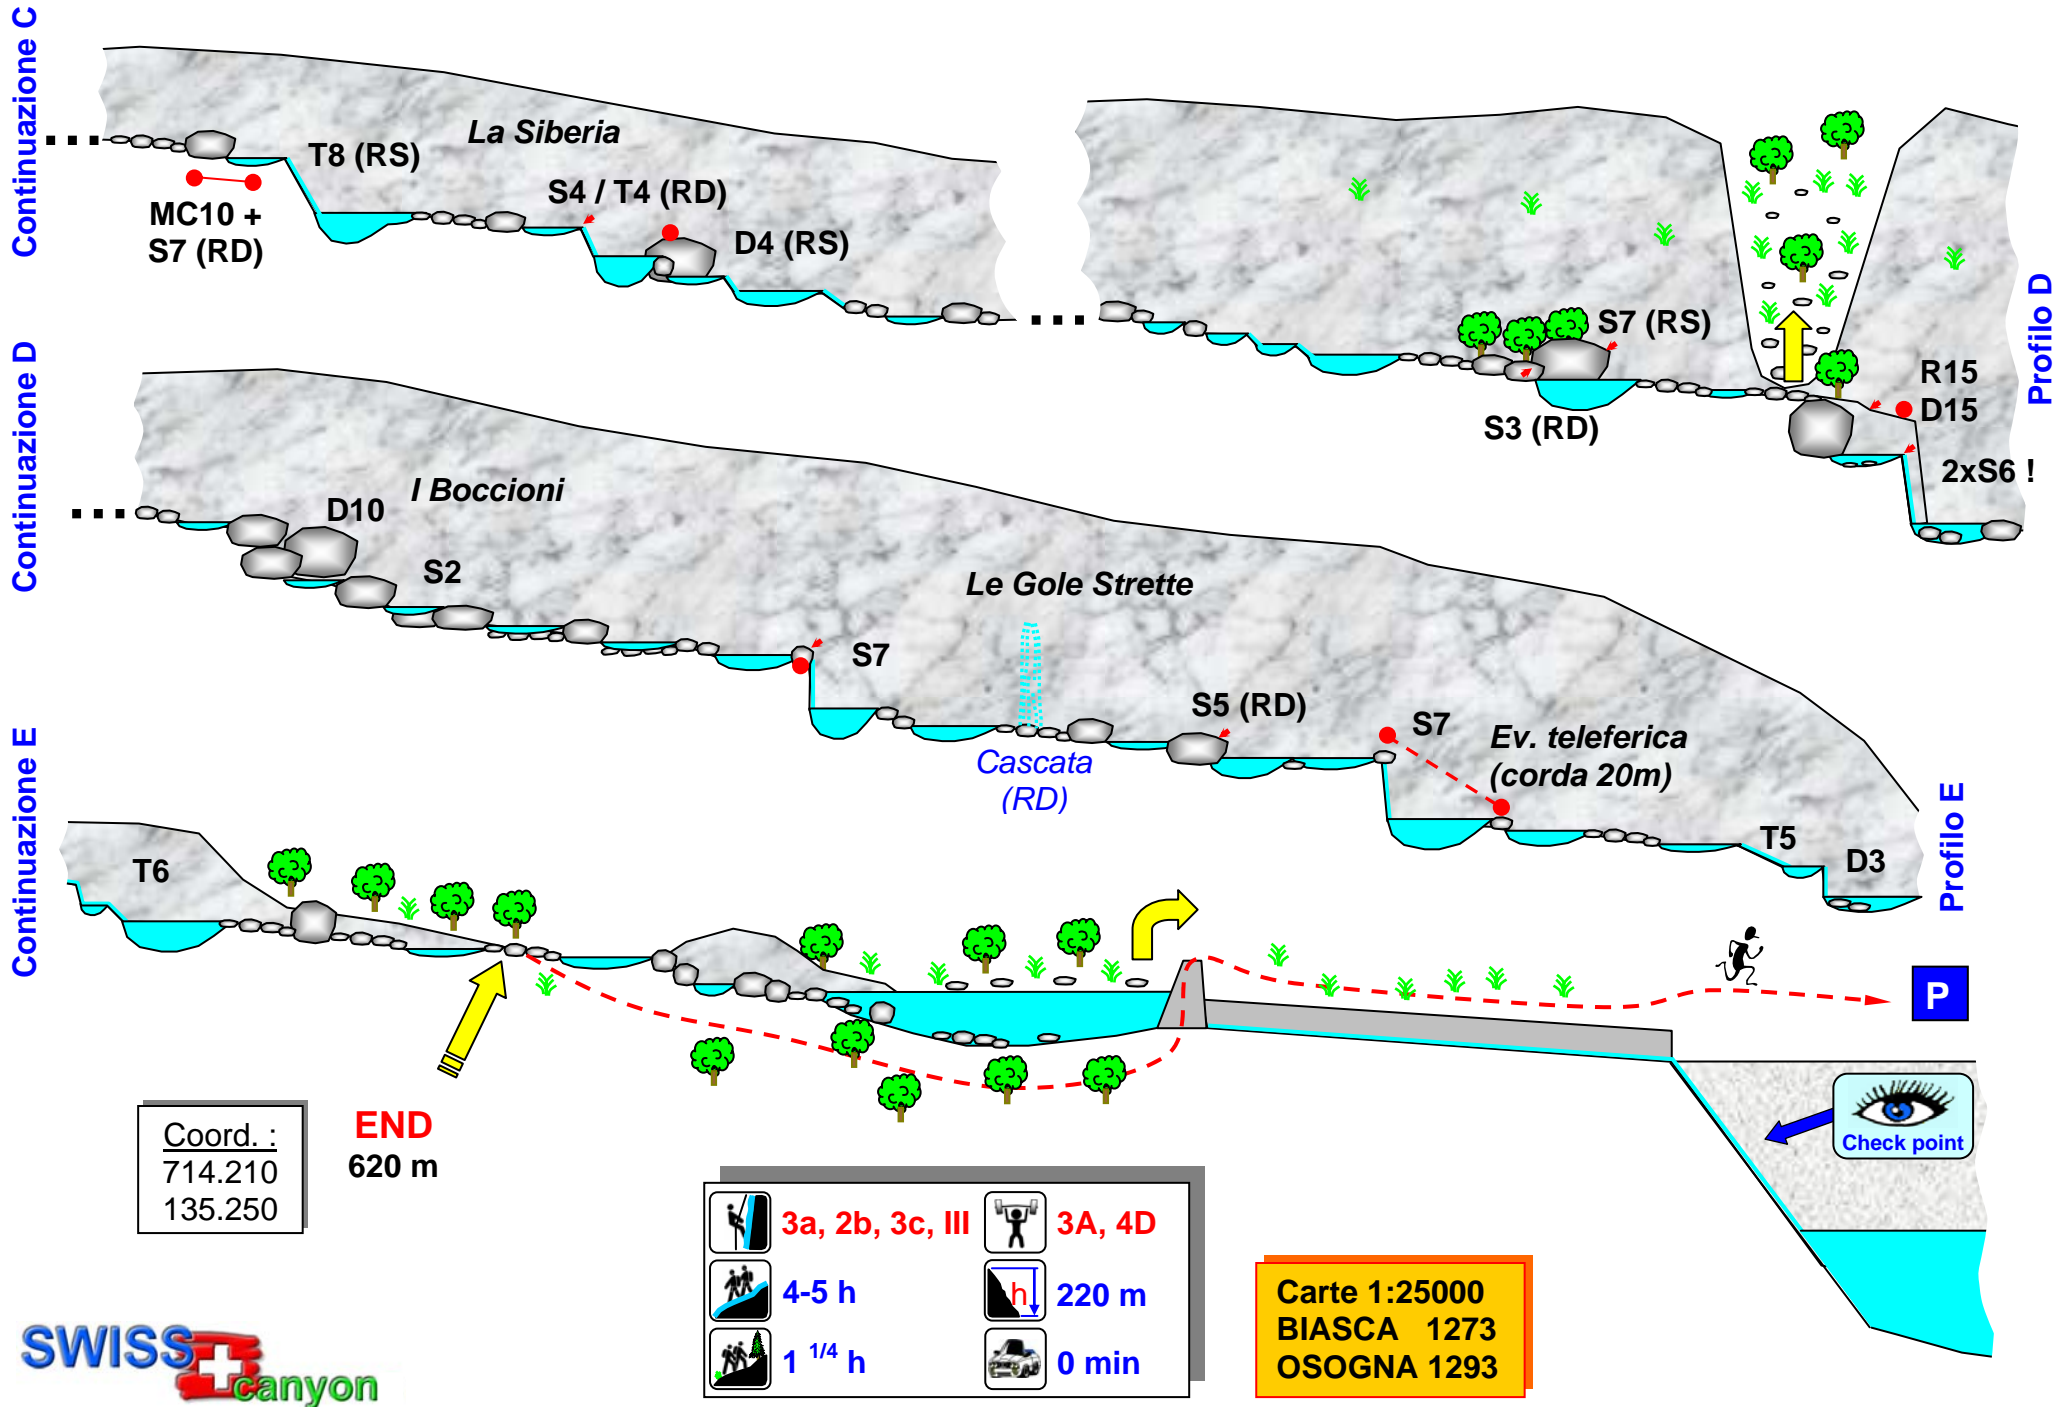 Continuazione C
La Siberia
T8 (RS)
MC10 +
S7 (RD)
S4 / T4 (RD)
D4 (RS)
S7 (RS)
S3 (RD)
R15
D15
2xS6 !
Profilo D
Continuazione D
I Boccioni
D10
S2
S7
Le Gole Strette
Cascata
(RD)
S5 (RD)
S7
Ev. teleferica
(corda 20m)
T5
D3
Profilo E
Continuazione E
T6
P
Check point
END
620 m
Coord. :
714.210
135.250
3a, 2b, 3c, III
3A, 4D
4-5 h
h
220 m
1 1/4 h
0 min
Carte 1:25000
BIASCA 1273
OSOGNA 1293
SWISS
canyon